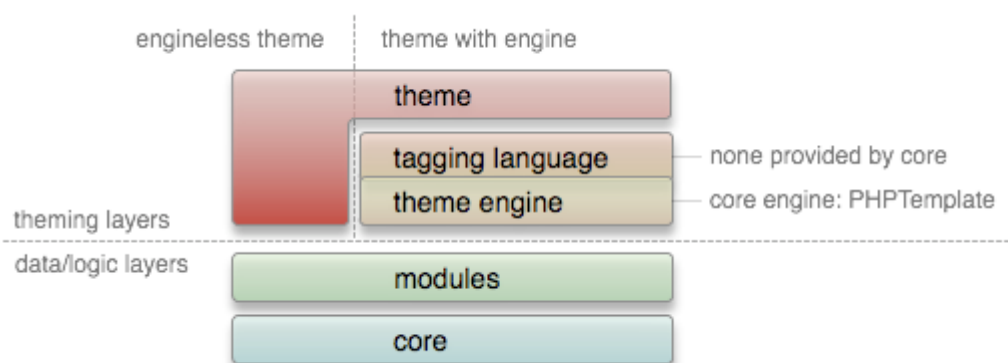 engineless theme
theme with engine
theme
tagging language
none provided by core
theme engine
core engine: PHPTemplate
theming layers
data/logic layers
modules
core